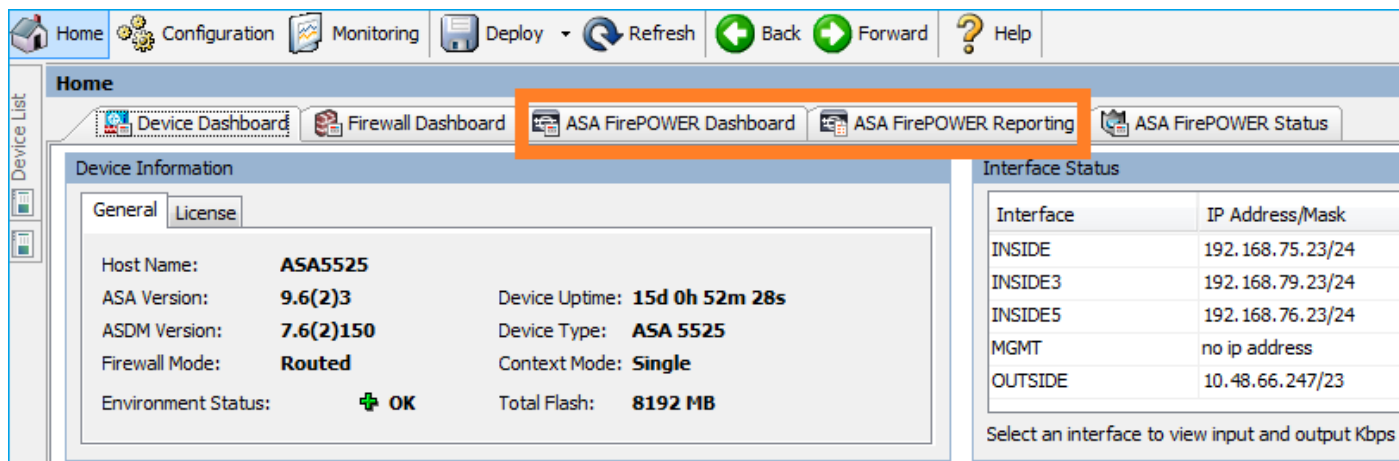 Home Configuration Monitoring Deploy Refresh Back Forward Help
Device List
Home
Device Dashboard Firewall Dashboard ASA FirePOWER Dashboard ASA FirePOWER Reporting ASA FirePOWER Status
Device Information
General License
Host Name: ASA5525
ASA Version: 9.6(2)3 Device Uptime: 15d 0h 52m 28s
ASDM Version: 7.6(2)150 Device Type: ASA 5525
Firewall Mode: Routed Context Mode: Single
Environment Status: OK Total Flash: 8192 MB
Interface Status
Interface IP Address/Mask
INSIDE 192.168.75.23/24
INSIDE3 192.168.79.23/24
INSIDE5 192.168.76.23/24
MGMT no ip address
OUTSIDE 10.48.66.247/23
Select an interface to view input and output Kbps